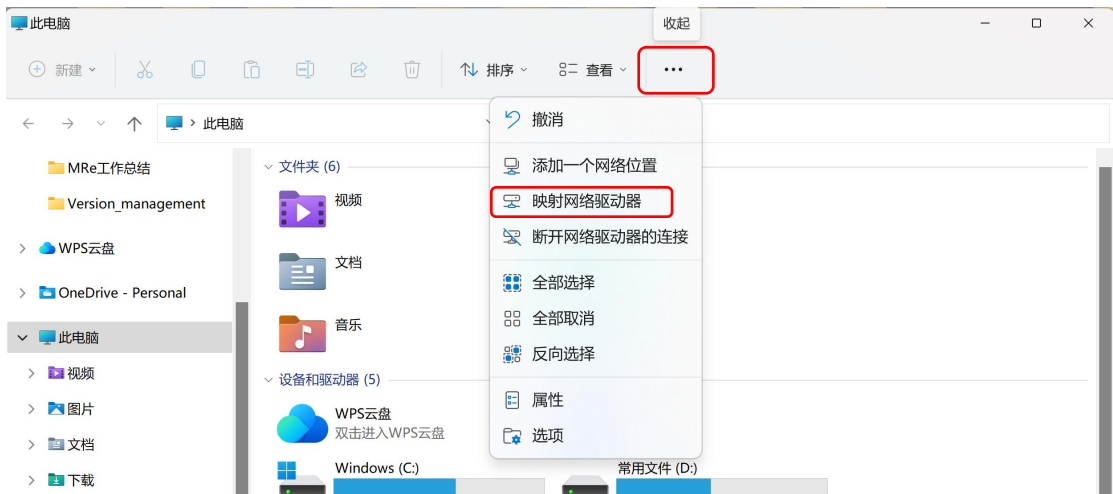 此电脑
收起
新建
排序
查看
···
此电脑
撤消
添加一个网络位置
映射网络驱动器
断开网络驱动器的连接
全部选择
全部取消
反向选择
属性
选项
MRe工作总结
Version_management
WPS云盘
OneDrive - Personal
此电脑
视频
图片
文档
下载
文件夹 (6)
视频
文档
音乐
设备和驱动器 (5)
WPS云盘
双击进入WPS云盘
Windows (C:)
常用文件 (D:)